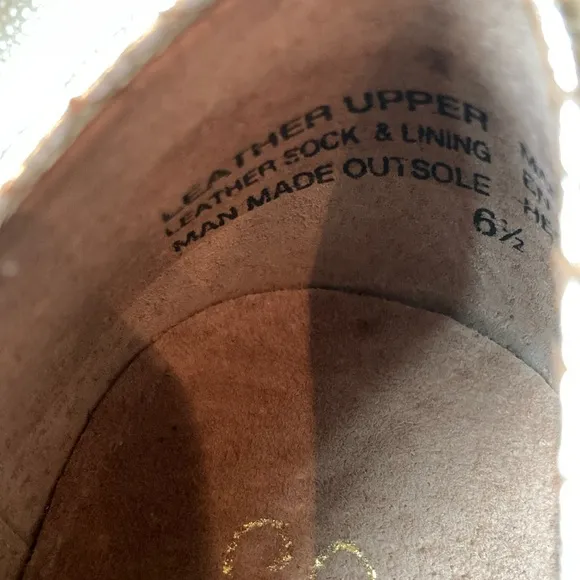 LEATHER UPPER
LEATHER SOCK & LINING
MAN MADE OUTSOLE
6½